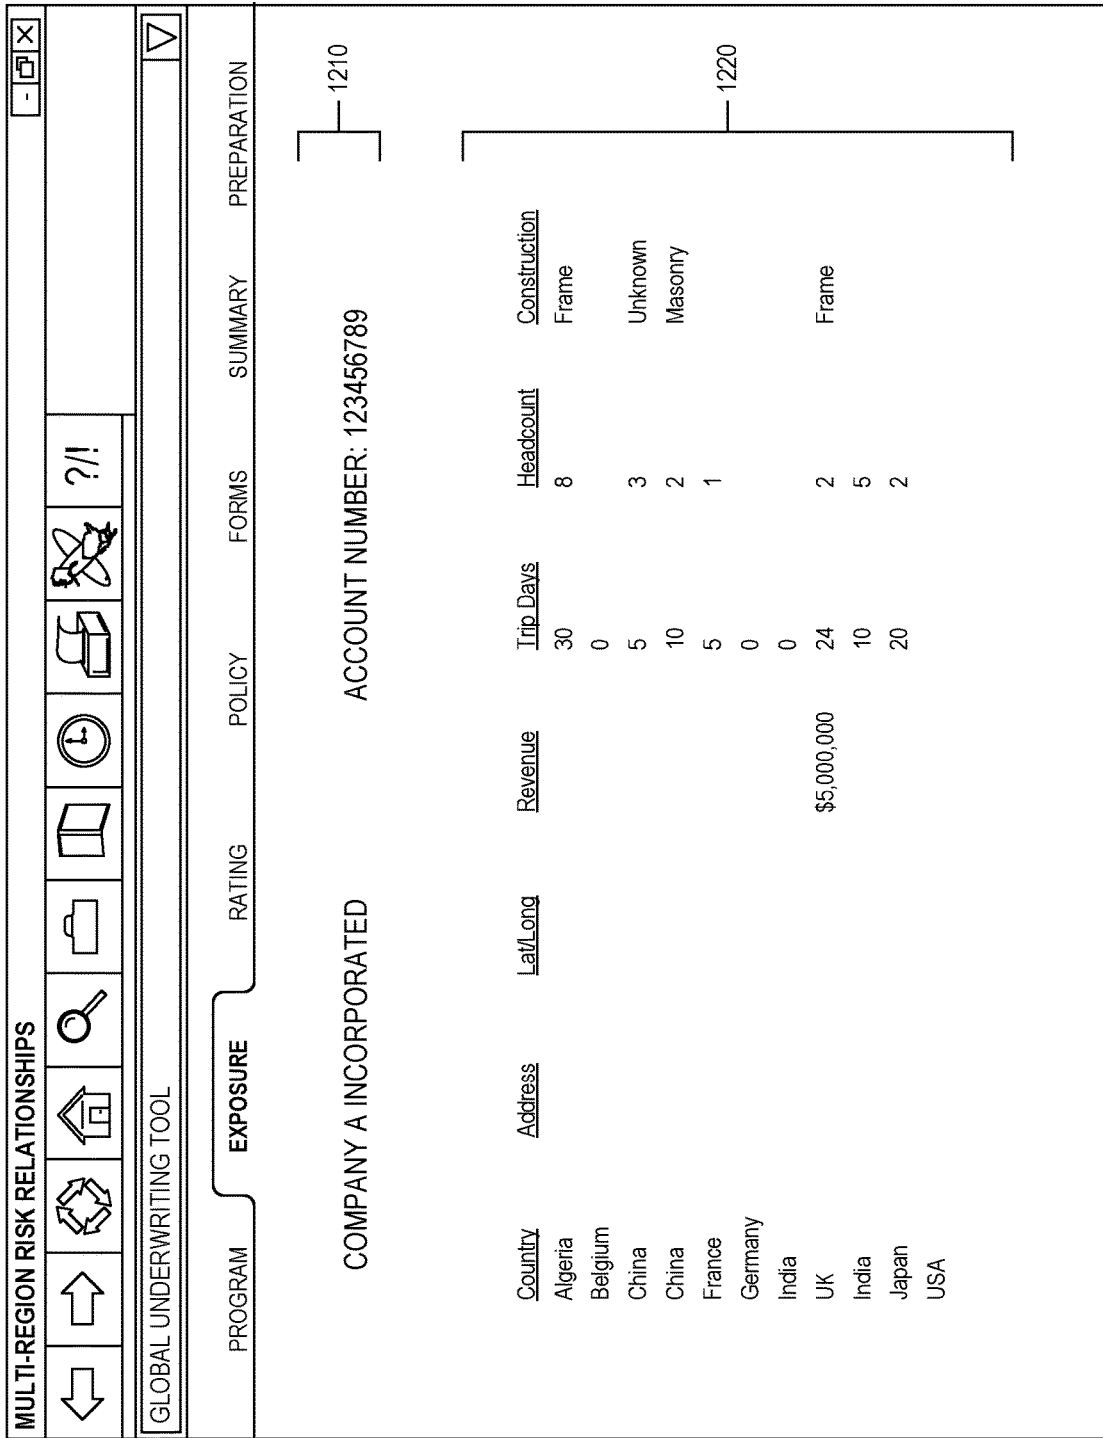 MULTI-REGION RISK RELATIONSHIPS
?/!
GLOBAL UNDERWRITING TOOL
PROGRAM EXPOSURE RATING POLICY FORMS SUMMARY PREPARATION
COMPANY A INCORPORATED ACCOUNT NUMBER: 123456789
1210
Country Address Lat/Long Revenue Trip Days Headcount Construction
Algeria 30 8 Frame
Belgium 0
China 5 3 Unknown
China 10 2 Masonry
France 5 1
Germany 0
India 0
UK $5,000,000 24 2 Frame
India 10 5
Japan 20 2
USA
1220